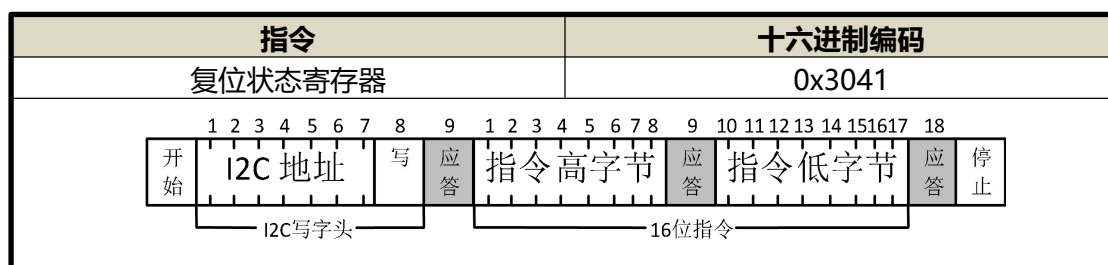 指令 十六进制编码
复位状态寄存器 0x3041
1 2 3 4 5 6 7 8 9 1 2 3 4 5 6 7 8 9 10 11 12 13 14 15 16 17 18
开始 I2C 地址 写 应答 指令高字节 应答 指令低字节 应答 停止
I2C写字头 16位指令